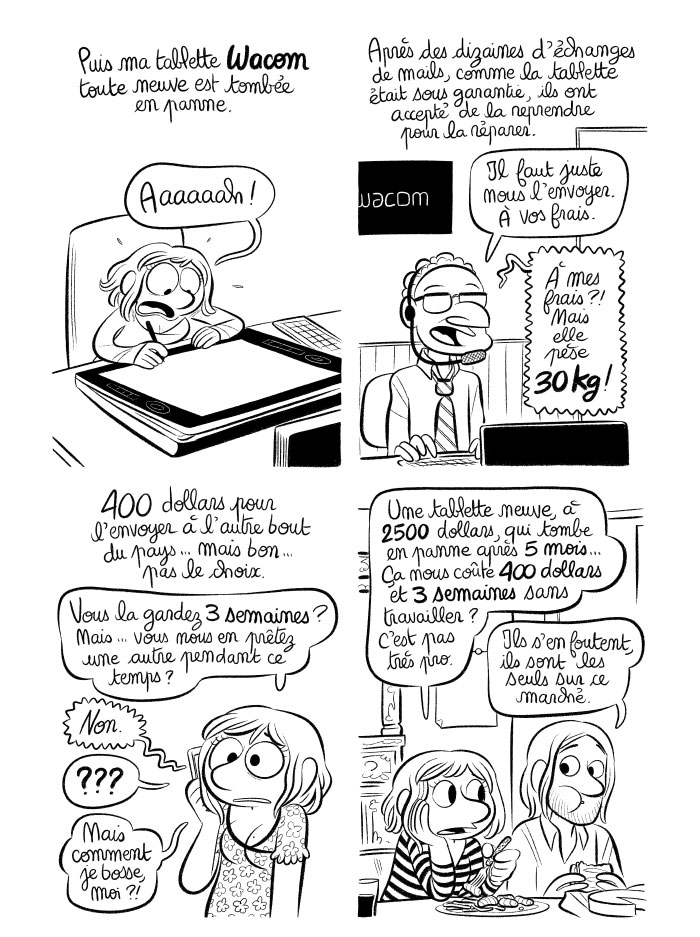 Puis ma tablette Wacom
toute neuve est tombée
en panne.
Aaaaaah !
Après des dizaines d'échanges
de mails, comme la tablette
était sous garantie, ils ont
accepté de la reprendre
pour la réparer.
wacom
Il faut juste
nous l'envoyer.
À vos frais.
À mes
frais ?!
Mais
elle
pèse
30 kg !
400 dollars pour
l'envoyer à l'autre bout
du pays... mais bon...
pas le choix.
Vous la gardez 3 semaines ?
Mais... vous nous en prêtez
une autre pendant ce
temps ?
Non.
???
Mais
comment
je bosse
moi ?!
Une tablette neuve, à
2500 dollars, qui tombe
en panne après 5 mois...
Ça nous coûte 400 dollars
et 3 semaines sans
travailler ?
C'est pas
très pro.
Ils s'en foutent,
ils sont les
seuls sur ce
marché.